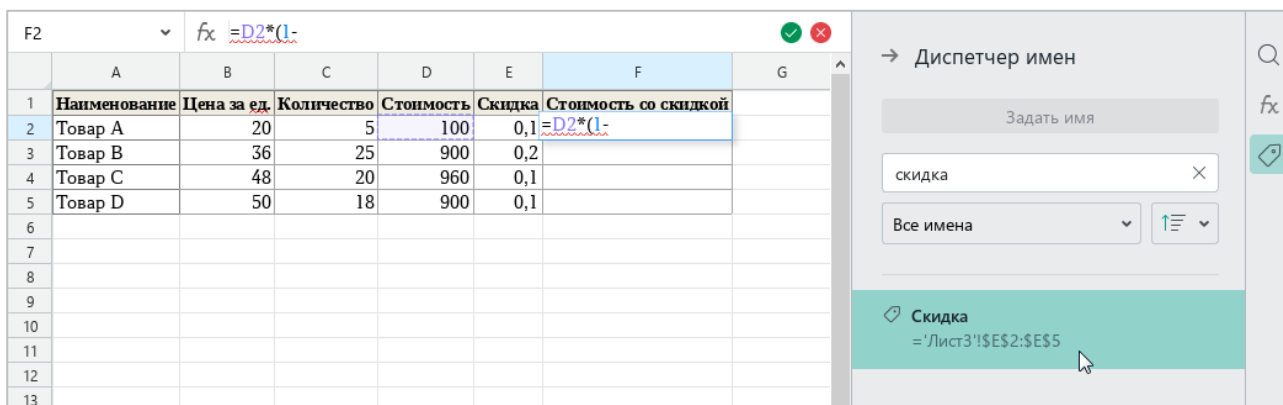 F2 fx =D2*(1-
Диспетчер имен
A B C D E F G
Задать имя
1 Наименование Цена за ед. Количество Стоимость Скидка Стоимость со скидкой
2 Товар A 20 5 100 0,1 =D2*(1-
3 Товар B 36 25 900 0,2
скидка
4 Товар C 48 20 960 0,1
5 Товар D 50 18 900 0,1
Все имена
6
7
8
9
10
Скидка
11
='Лист3'!$E$2:$E$5
12
13
fx